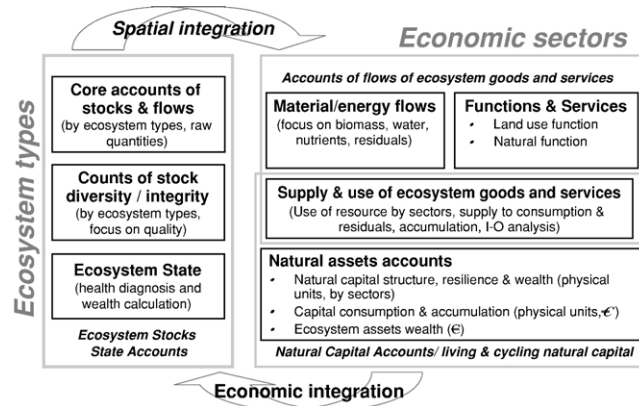 Spatial integration
Economic sectors
Ecosystem types
Core accounts of
stocks & flows
(by ecosystem types, raw
quantities)
Counts of stock
diversity / integrity
(by ecosystem types,
focus on quality)
Ecosystem State
(health diagnosis and
wealth calculation)
Ecosystem Stocks
State Accounts
Accounts of flows of ecosystem goods and services
Material/energy flows
(focus on biomass, water,
nutrients, residuals)
Functions & Services
• Land use function
• Natural function
Supply & use of ecosystem goods and services
(Use of resource by sectors, supply to consumption &
residuals, accumulation, I-O analysis)
Natural assets accounts
• Natural capital structure, resilience & wealth (physical
units, by sectors)
• Capital consumption & accumulation (physical units,€)
• Ecosystem assets wealth (€)
Natural Capital Accounts/ living & cycling natural capital
Economic integration